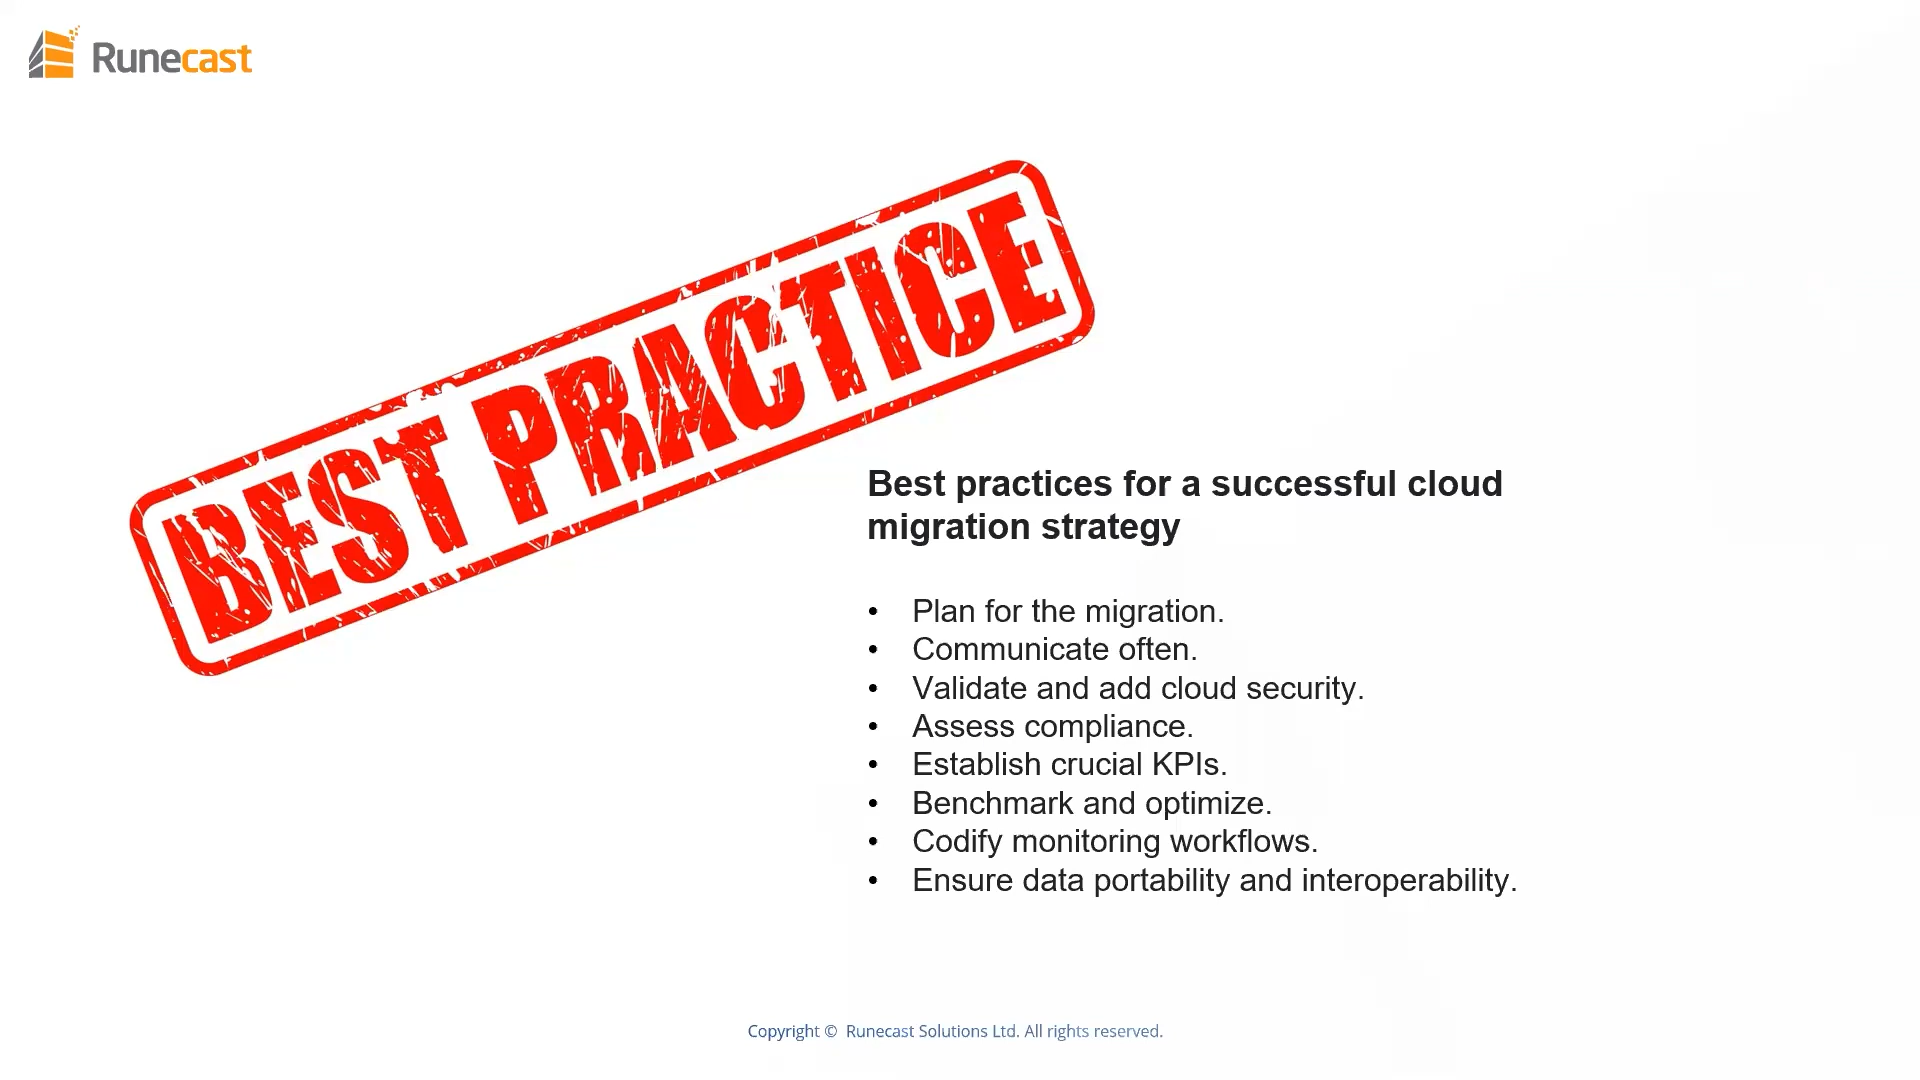 Runecast
BEST PRACTICE
Best practices for a successful cloud
migration strategy
• Plan for the migration.
• Communicate often.
• Validate and add cloud security.
• Assess compliance.
• Establish crucial KPIs.
• Benchmark and optimize.
• Codify monitoring workflows.
• Ensure data portability and interoperability.
Copyright © Runecast Solutions Ltd. All rights reserved.